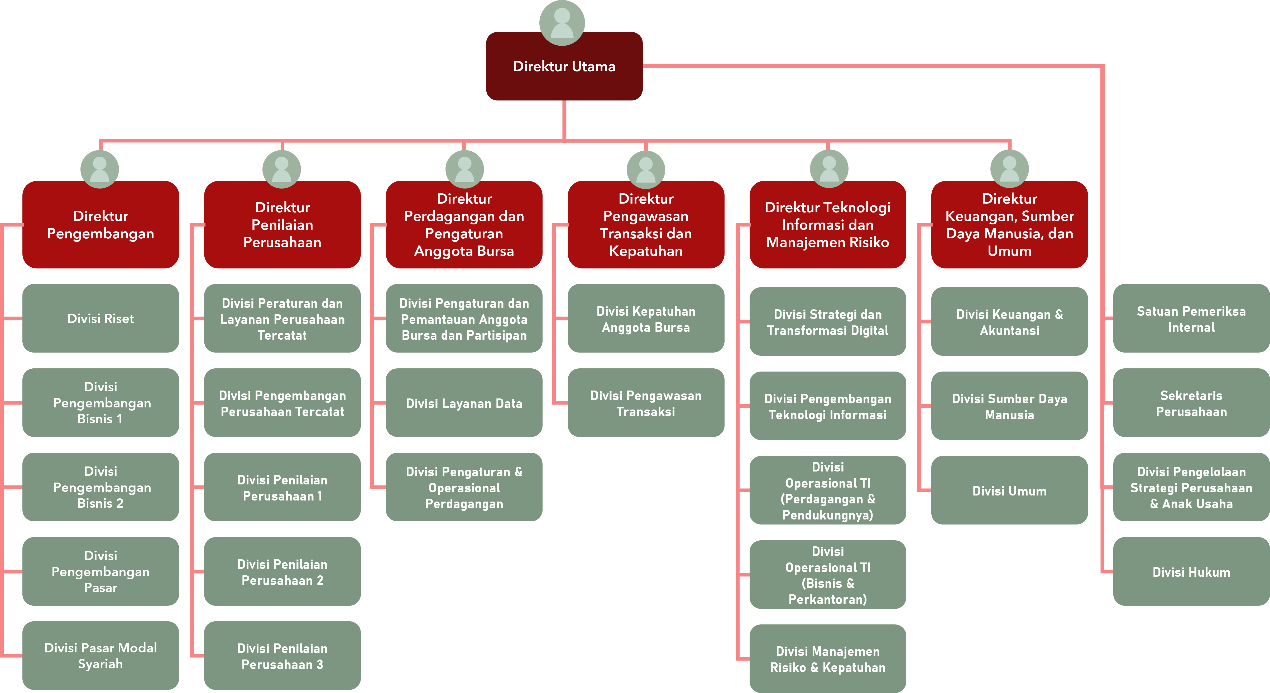 Direktur Utama
Direktur
Pengembangan
Direktur
Penilaian
Perusahaan
Direktur
Perdagangan dan
Pengaturan
Anggota Bursa
Direktur
Pengawasan
Transaksi dan
Kepatuhan
Direktur Teknologi
Informasi dan
Manajemen Risiko
Direktur
Keuangan, Sumber
Daya Manusia, dan
Umum
Divisi Riset
Divisi
Pengembangan
Bisnis 1
Divisi
Pengembangan
Bisnis 2
Divisi
Pengembangan
Pasar
Divisi Pasar Modal
Syariah
Divisi Peraturan dan
Layanan Perusahaan
Tercatat
Divisi Pengembangan
Perusahaan Tercatat
Divisi Penilaian
Perusahaan 1
Divisi Penilaian
Perusahaan 2
Divisi Penilaian
Perusahaan 3
Divisi Pengaturan dan
Pemantauan Anggota
Bursa dan Partisipan
Divisi Layanan Data
Divisi Pengaturan &
Operasional
Perdagangan
Divisi Kepatuhan
Anggota Bursa
Divisi Pengawasan
Transaksi
Divisi Strategi dan
Transformasi Digital
Divisi Pengembangan
Teknologi Informasi
Divisi
Operasional TI
(Perdagangan &
Pendukungnya)
Divisi
Operasional TI
(Bisnis &
Perkantoran)
Divisi Manajemen
Risiko & Kepatuhan
Divisi Keuangan &
Akuntansi
Divisi Sumber Daya
Manusia
Divisi Umum
Satuan Pemeriksa
Internal
Sekretaris
Perusahaan
Divisi Pengelolaan
Strategi Perusahaan
& Anak Usaha
Divisi Hukum